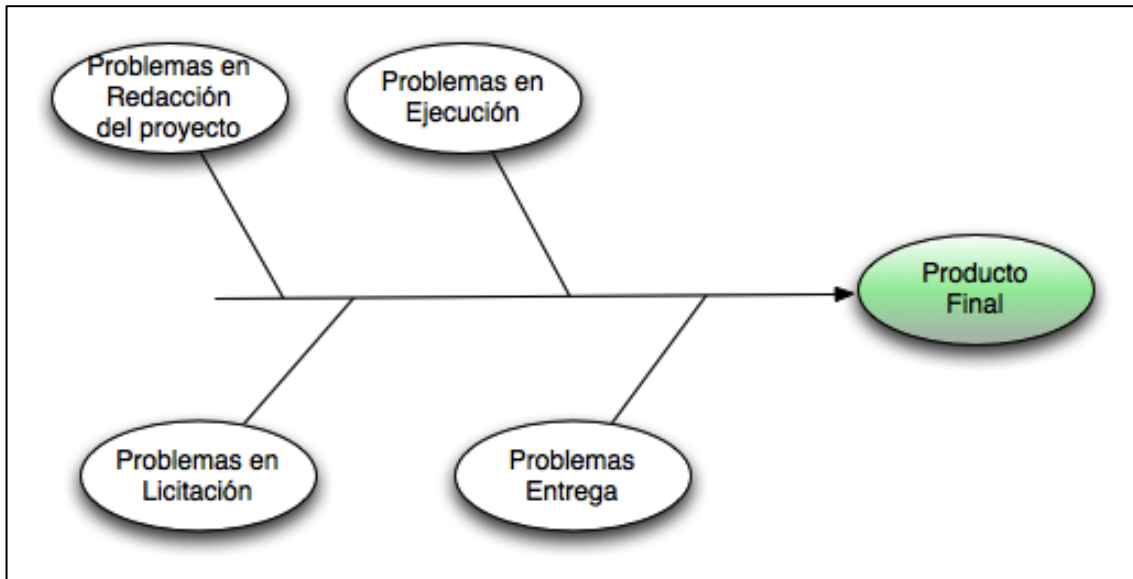 Problemas en
Redacción
del proyecto
Problemas en
Ejecución
Producto
Final
Problemas en
Licitación
Problemas
Entrega